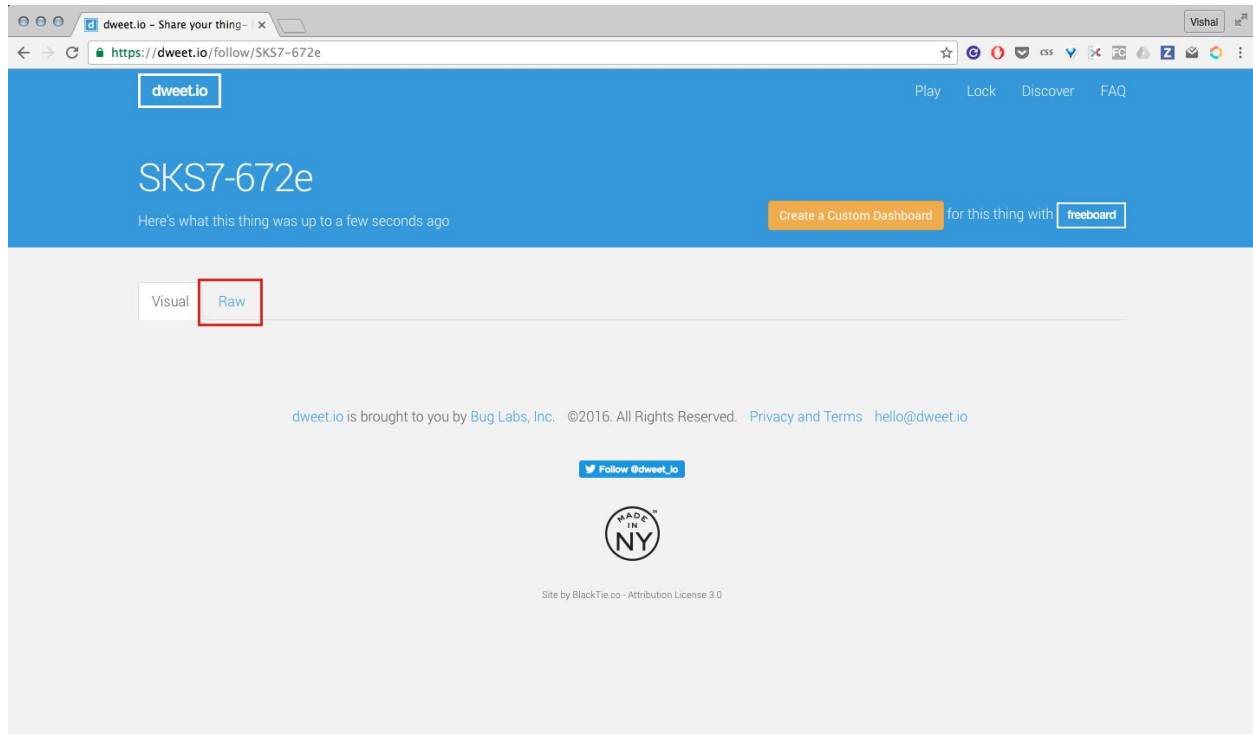 dweet.io – Share your thing-
Vishal
https://dweet.io/follow/SKS7-672e
css
FC
Z
dweet.io
Play Lock Discover FAQ
SKS7-672e
Here's what this thing was up to a few seconds ago
Create a Custom Dashboard for this thing with freeboard
Visual Raw
dweet.io is brought to you by Bug Labs, Inc. ©2016. All Rights Reserved. Privacy and Terms hello@dweet.io
Follow @dweet_io
MADE
IN
NY
Site by BlackTie.co - Attribution License 3.0